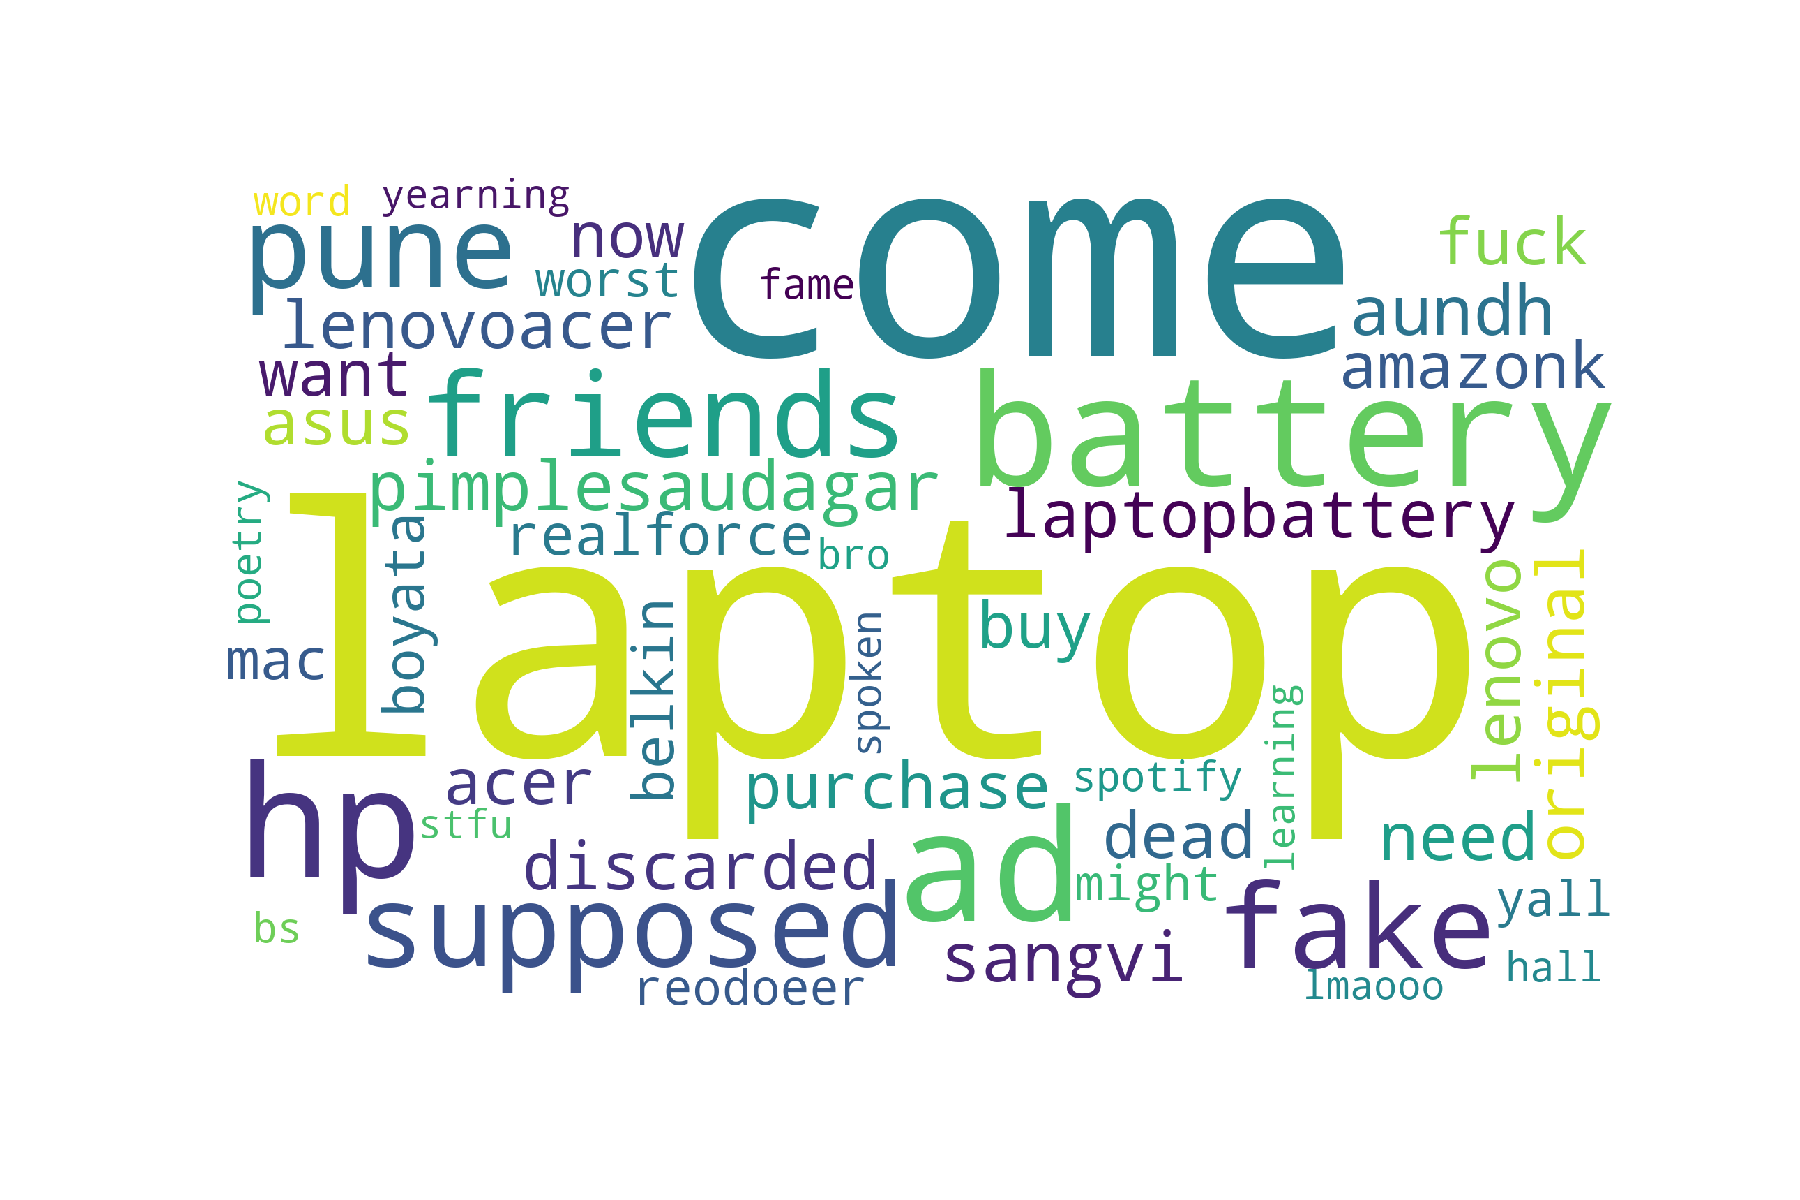 word
yearning
pune
now
come
fuck
worst
fame
lenovoacer
aundh
want
friends
battery
amazonk
asus
pimplesaudagar
laptopbattery
poetry
boyata
realforce
bro
laptop
lenovo
original
mac
belkin
spoken
buy
learning
hp
acer
purchase
spotify
stfu
discarded
ad
dead
need
might
supposed
fake
yall
bs
sangvi
hall
reodoeer
lmaooo